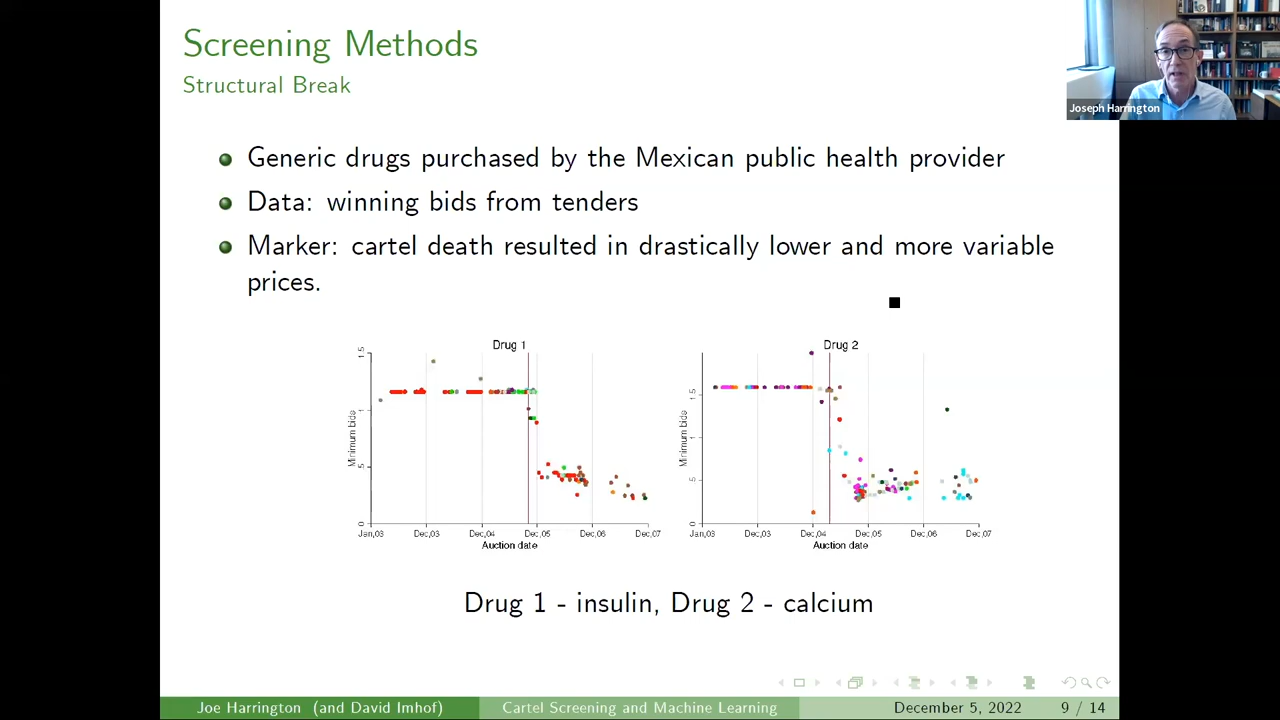 Screening Methods
Structural Break
Joseph Harrington
Generic drugs purchased by the Mexican public health provider
Data: winning bids from tenders
Marker: cartel death resulted in drastically lower and more variable
prices.
Drug 1
Minimum bids
0 .5 1 1.5
Jan,03 Dec,03 Dec,04 Dec,05 Dec,06 Dec,07
Auction date
Drug 2
Minimum bids
0 .5 1 1.5
Jan,03 Dec,03 Dec,04 Dec,05 Dec,06 Dec,07
Auction date
Drug 1 - insulin, Drug 2 - calcium
Joe Harrington (and David Imhof) Cartel Screening and Machine Learning December 5, 2022 9 / 14